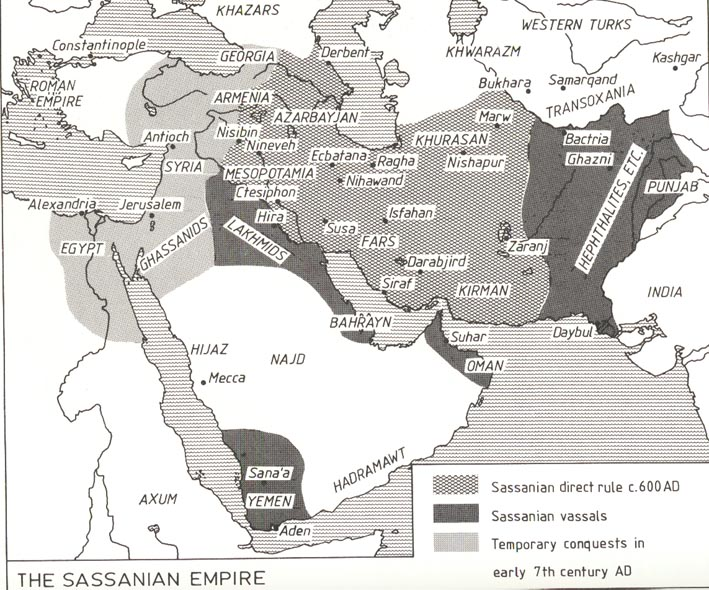 KHAZARS
WESTERN TURKS
Constantinople
Derbent
KHWARAZM
GEORGIA
Kashgar
ROMAN
EMPIRE
Bukhara
Samarqand
TRANSOXANIA
ARMENIA
AZARBAYJAN
Marw
Antioch
Nisibin
Nineveh
KHURASAN
Bactria
Ecbatana
Ragha
Nishapur
Ghazni
SYRIA
MESOPOTAMIA
Nihawand
HEPHTHALITES, ETC.
PUNJAB
Ctesiphon
Alexandria
Jerusalem
Hira
Isfahan
Susa
FARS
LAKHMIDS
GHASSANIDS
EGYPT
Zaranj
Darabjird
Siraf
KIRMAN
INDIA
BAHRAYN
Suhar
Daybul
HIJAZ
NAJD
OMAN
Mecca
HADRAMAWT
Sana'a
YEMEN
AXUM
Aden
Sassanian direct rule c.600 AD
Sassanian vassals
Temporary conquests in
early 7th century AD
THE SASSANIAN EMPIRE